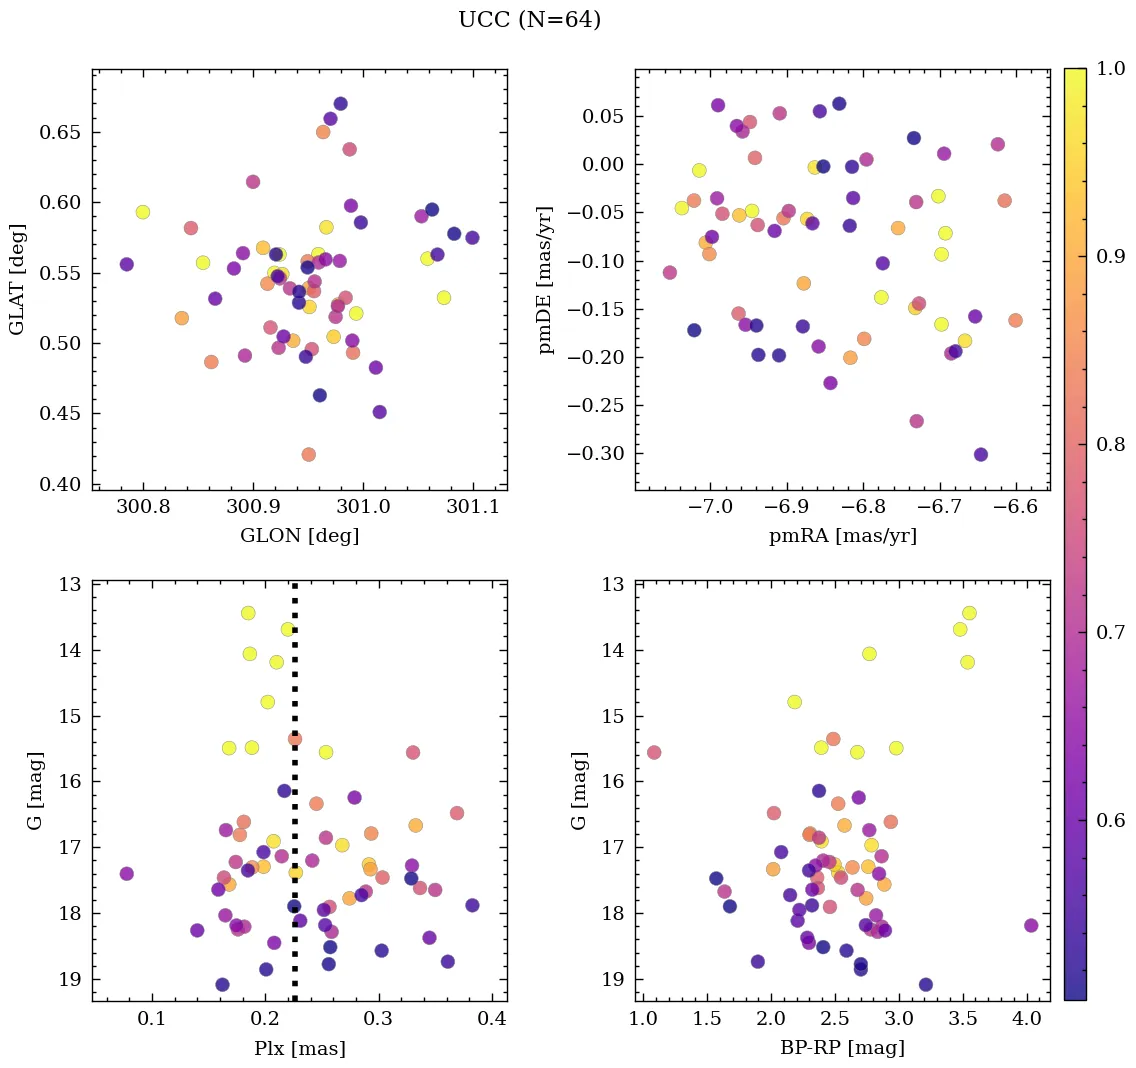 UCC (N=64)
0.65
0.60
0.55
0.50
0.45
0.40
GLAT [deg]
300.8 300.9 301.0 301.1
GLON [deg]
0.05
0.00
−0.05
−0.10
−0.15
−0.20
−0.25
−0.30
pmDE [mas/yr]
−7.0 −6.9 −6.8 −6.7 −6.6
pmRA [mas/yr]
1.0
0.9
0.8
0.7
0.6
13
14
15
16
17
18
19
G [mag]
0.1 0.2 0.3 0.4
Plx [mas]
13
14
15
16
17
18
19
G [mag]
1.0 1.5 2.0 2.5 3.0 3.5 4.0
BP-RP [mag]